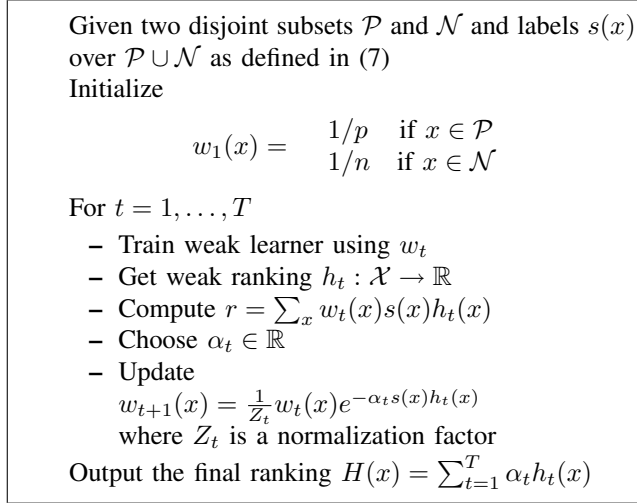 Given two disjoint subsets 𝒫 and 𝒩 and labels s(x)
over 𝒫 ∪ 𝒩 as defined in (7)
Initialize
w₁(x) = 1/p if x ∈ 𝒫
1/n if x ∈ 𝒩
For t = 1, . . . , T
– Train weak learner using wₜ
– Get weak ranking hₜ : 𝒳 → ℝ
– Compute r = ∑ₓ wₜ(x)s(x)hₜ(x)
– Choose αₜ ∈ ℝ
– Update
wₜ₊₁(x) = \frac{1}{Zₜ} wₜ(x)e^{−αₜs(x)hₜ(x)}
where Zₜ is a normalization factor
Output the final ranking H(x) = ∑_{t=1}^{T} αₜhₜ(x)